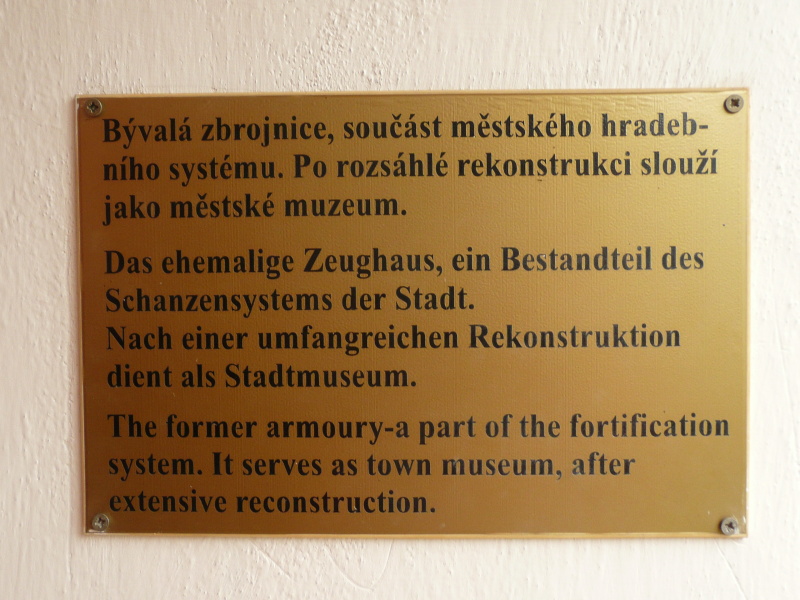 Bývalá zbrojnice, součást městského hradeb-
ního systému. Po rozsáhlé rekonstrukci slouží
jako městské muzeum.
Das ehemalige Zeughaus, ein Bestandteil des
Schanzensystems der Stadt.
Nach einer umfangreichen Rekonstruktion
dient als Stadtmuseum.
The former armoury-a part of the fortification
system. It serves as town museum, after
extensive reconstruction.